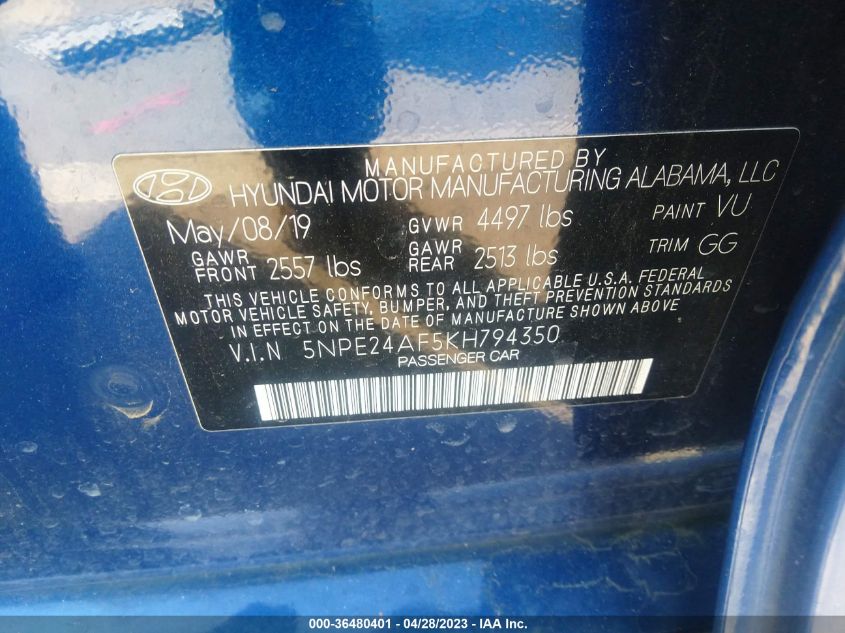 MANUFACTURED BY
HYUNDAI MOTOR MANUFACTURING ALABAMA, LLC
May/08/19 GVWR 4497 lbs PAINT VU
GAWR FRONT 2557 lbs GAWR REAR 2513 lbs TRIM GG
THIS VEHICLE CONFORMS TO ALL APPLICABLE U.S.A. FEDERAL
MOTOR VEHICLE SAFETY, BUMPER, AND THEFT PREVENTION STANDARDS
IN EFFECT ON THE DATE OF MANUFACTURE SHOWN ABOVE.
V.I.N 5NPE24AF5KH794350
PASSENGER CAR
000-36480401 - 04/28/2023 - IAA Inc.